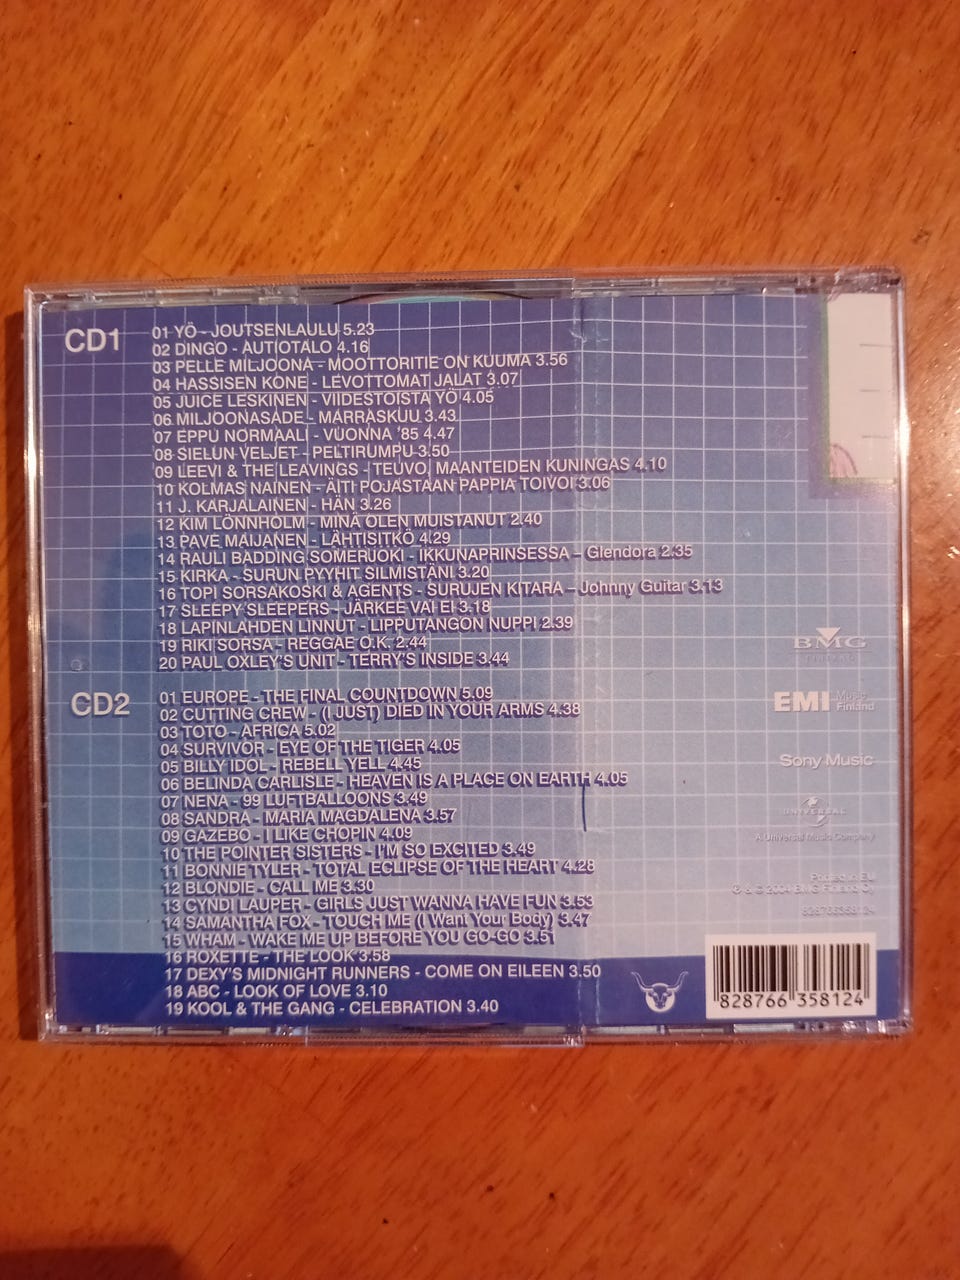 CD1
01 YÖ - JOUTSENLAULU 5.23
02 DINGO - AUTIOTALO 4.16
03 PELLE MILJOONA - MOOTTORITIE ON KUUMA 3.56
04 HASSISEN KONE - LEVOTTOMAT JALAT 3.07
05 JUICE LESKINEN - VIIDESTOISTA YÖ 4.05
06 MILJOONASADE - MARRASKUU 3.43
07 EPPU NORMAALI - VUONNA '85 4.47
08 SIELUN VELJET - PELTIRUMPU 3.50
09 LEEVI & THE LEAVINGS - TEUVO, MAANTEIDEN KUNINGAS 4.10
10 KOLMAS NAINEN - ÄITI POJASTAAN PAPPIA TOIVOI 3.06
11 J. KARJALAINEN - HÄN 3.26
12 KIM LÖNNHOLM - MINÄ OLEN MUISTANUT 2.40
13 PAVE MAIJANEN - LÄHTISITKÖ 4.29
14 RAULI BADDING SOMERJOKI - IKKUNAPRINSESSA – Glendora 2.35
15 KIRKA - SURUN PYYHIT SILMISTÄNI 3.20
16 TOPI SORSAKOSKI & AGENTS - SURUJEN KITARA – Johnny Guitar 3.13
17 SLEEPY SLEEPERS - JÄRKEE VAI EI 3.18
18 LAPINLAHDEN LINNUT - LIPPUTANGON NUPPI 2.39
19 RIKI SORSA - REGGAE O.K. 2.44
20 PAUL OXLEY'S UNIT - TERRY'S INSIDE 3.44
CD2
01 EUROPE - THE FINAL COUNTDOWN 5.09
02 CUTTING CREW - (I JUST) DIED IN YOUR ARMS 4.38
03 TOTO - AFRICA 5.02
04 SURVIVOR - EYE OF THE TIGER 4.05
05 BILLY IDOL - REBELL YELL 4.45
06 BELINDA CARLISLE - HEAVEN IS A PLACE ON EARTH 4.05
07 NENA - 99 LUFTBALLOONS 3.49
08 SANDRA - MARIA MAGDALENA 3.57
09 GAZEBO - I LIKE CHOPIN 4.09
10 THE POINTER SISTERS - I'M SO EXCITED 3.49
11 BONNIE TYLER - TOTAL ECLIPSE OF THE HEART 4.28
12 BLONDIE - CALL ME 3.30
13 CYNDI LAUPER - GIRLS JUST WANNA HAVE FUN 3.53
14 SAMANTHA FOX - TOUCH ME (I Want Your Body) 3.47
15 WHAM - WAKE ME UP BEFORE YOU GO-GO 3.51
16 ROXETTE - THE LOOK 3.58
17 DEXY'S MIDNIGHT RUNNERS - COME ON EILEEN 3.50
18 ABC - LOOK OF LOVE 3.10
19 KOOL & THE GANG - CELEBRATION 3.40
BMG
FINLAND
EMI Music Finland
Sony Music
UNIVERSAL
A Universal Music Company
Printed in EU
℗ & © 2004 BMG Finland Oy
828766358124
828766 358124